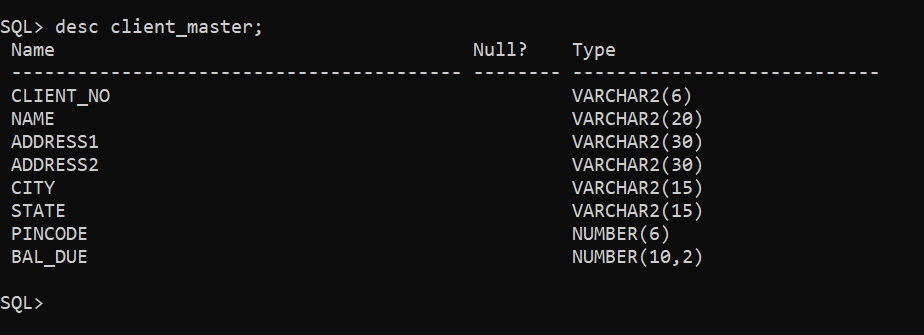 SQL> desc client_master;
Name Null? Type
----------------------------------------- -------- ----------------------------
CLIENT_NO VARCHAR2(6)
NAME VARCHAR2(20)
ADDRESS1 VARCHAR2(30)
ADDRESS2 VARCHAR2(30)
CITY VARCHAR2(15)
STATE VARCHAR2(15)
PINCODE NUMBER(6)
BAL_DUE NUMBER(10,2)
SQL>